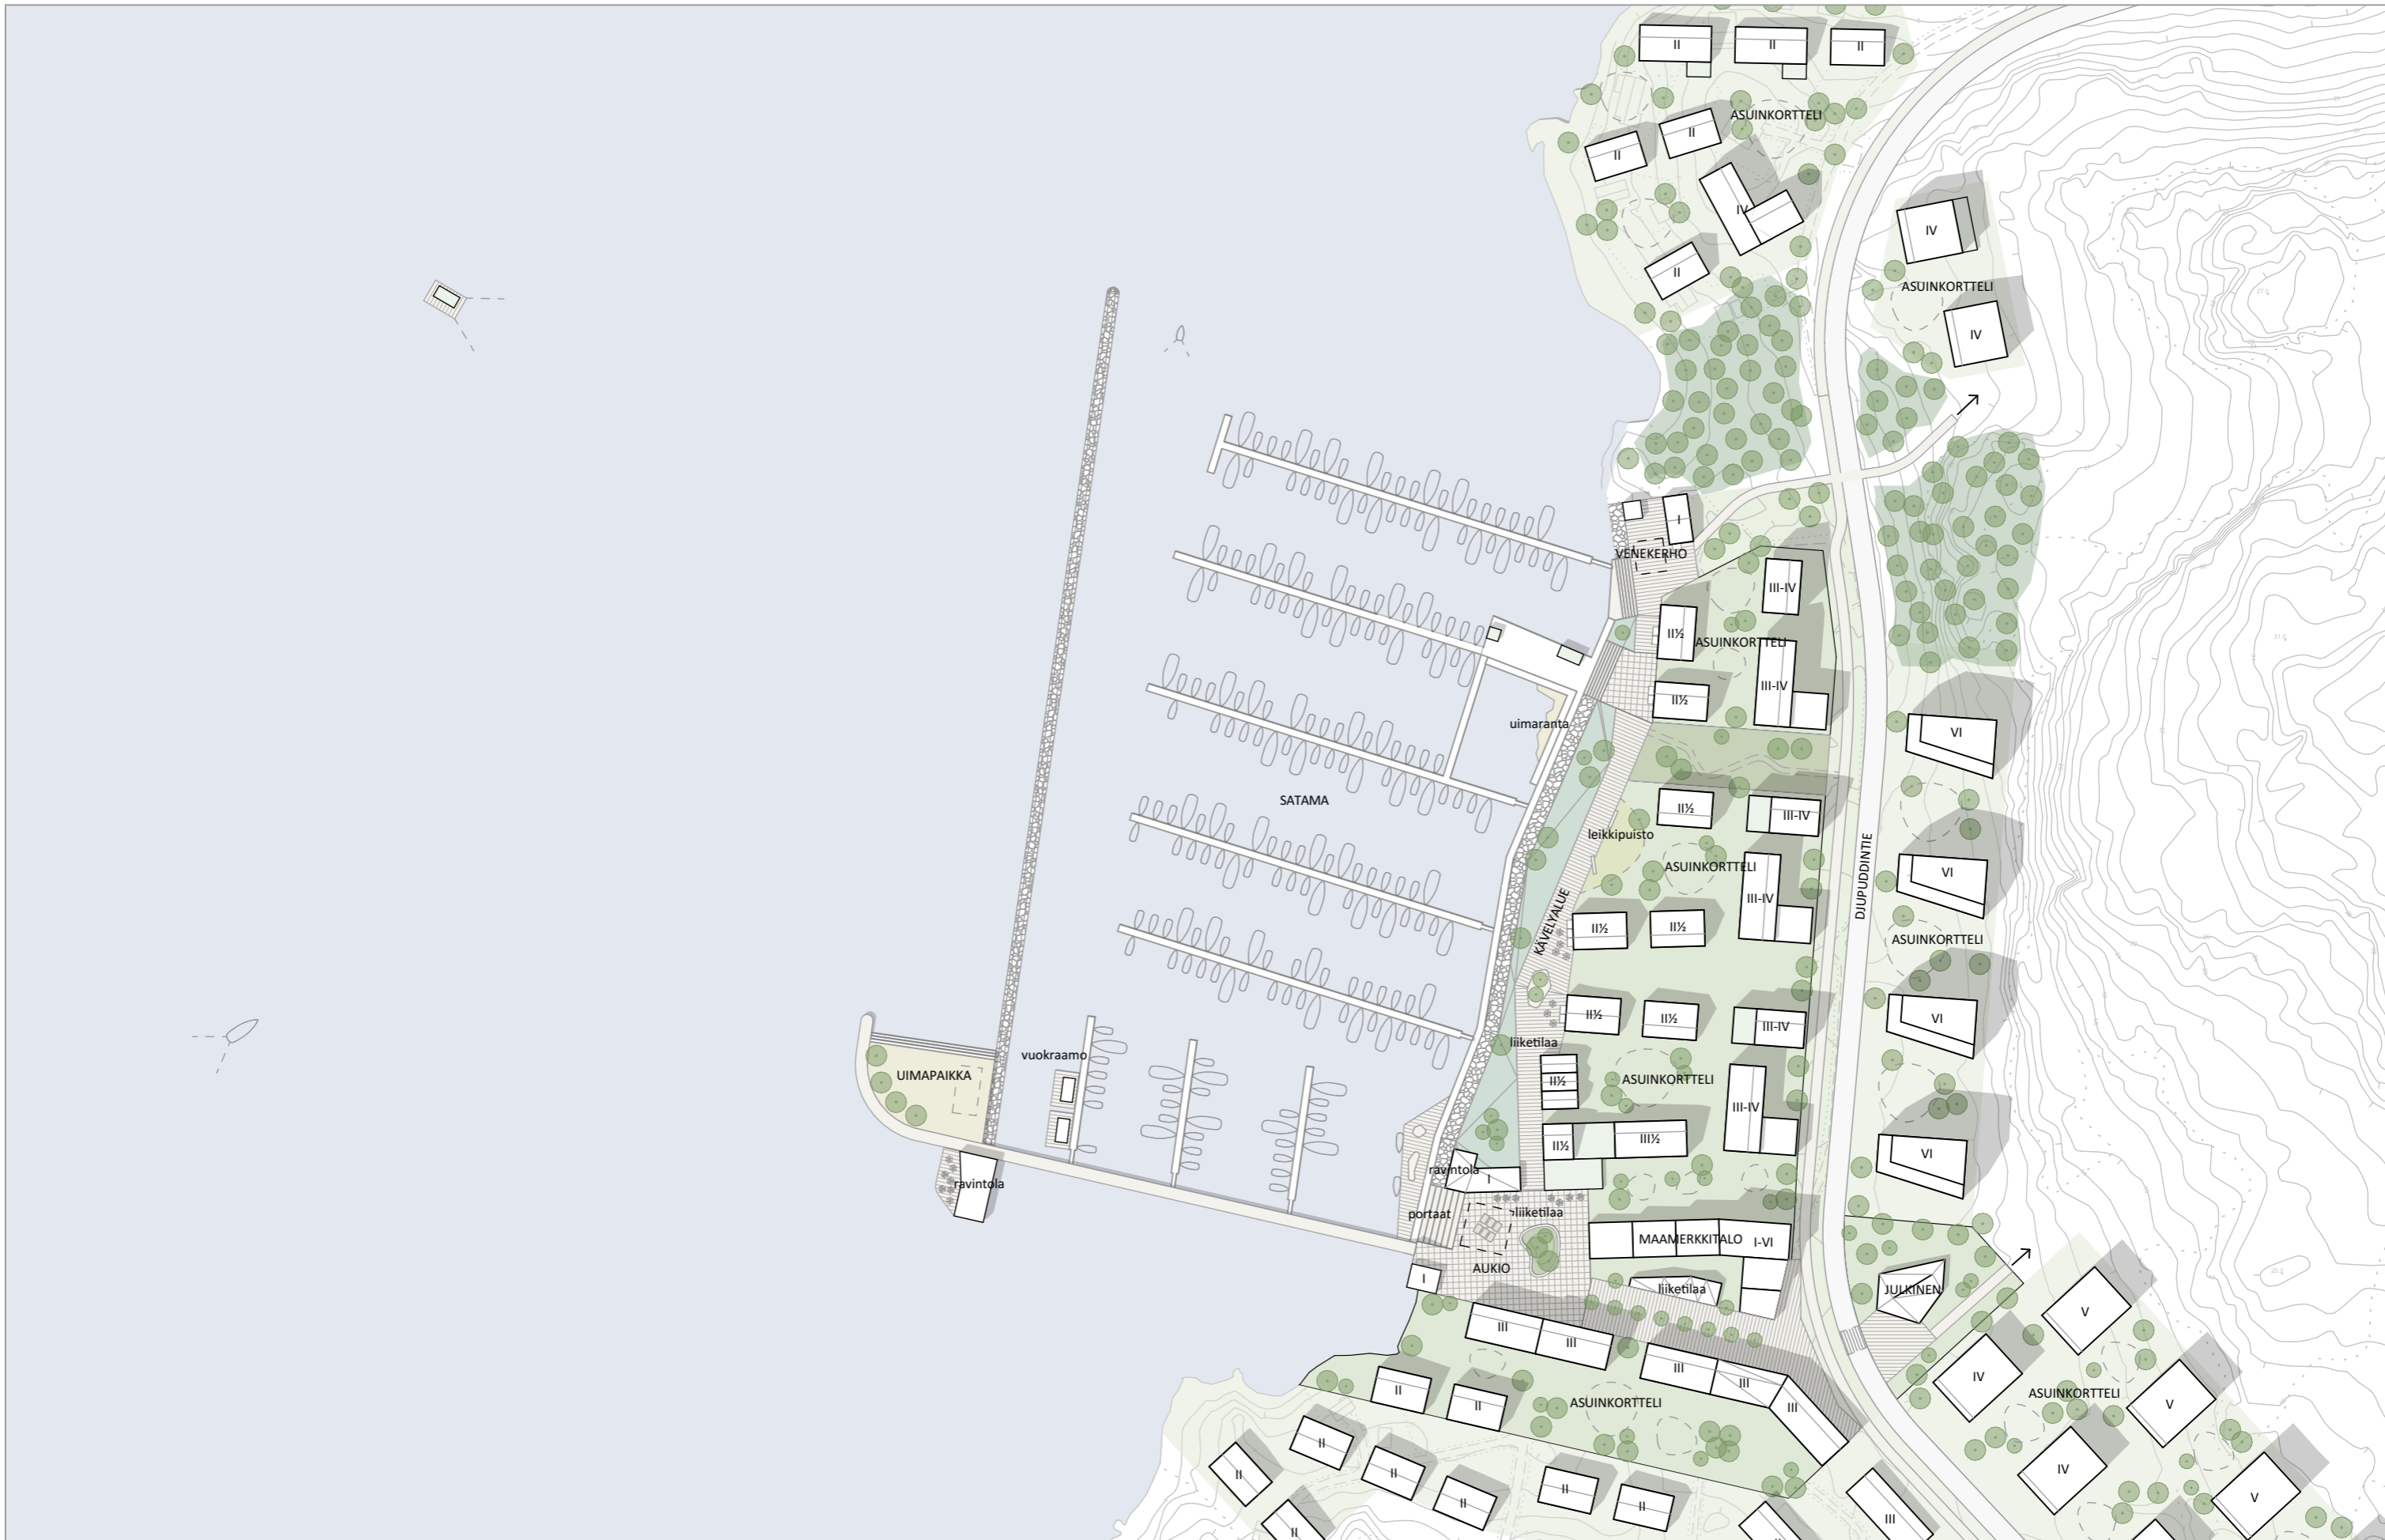 II
II
II
ASUINKORTTELI
II
II
IV
IV
II
ASUINKORTTELI
IV
I
VENEKERHO
III-IV
II½
ASUINKORTTELI
III-IV
II½
uimaranta
VI
SATAMA
II½
III-IV
leikkipuisto
ASUINKORTTELI
DJUPUDDINTIE
VI
III-IV
KÄVELYALUE
II½
II½
ASUINKORTTELI
II½
II½
III-IV
VI
liiketilaa
vuokraamo
UIMAPAIKKA
II½
ASUINKORTTELI
III-IV
II½
III½
VI
ravintola
I
ravintola
portaat
liiketilaa
MAAMERKKITALO
I-VI
AUKIO
I
liiketilaa
JULKINEN
V
III
III
III
III
IV
II
II
ASUINKORTTELI
III
ASUINKORTTELI
V
II
II
II
II
II
II
IV
V
II
III